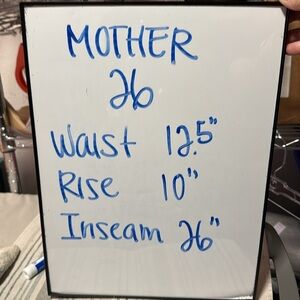 MOTHER
26
Waist 12.5"
Rise 10"
Inseam 26"